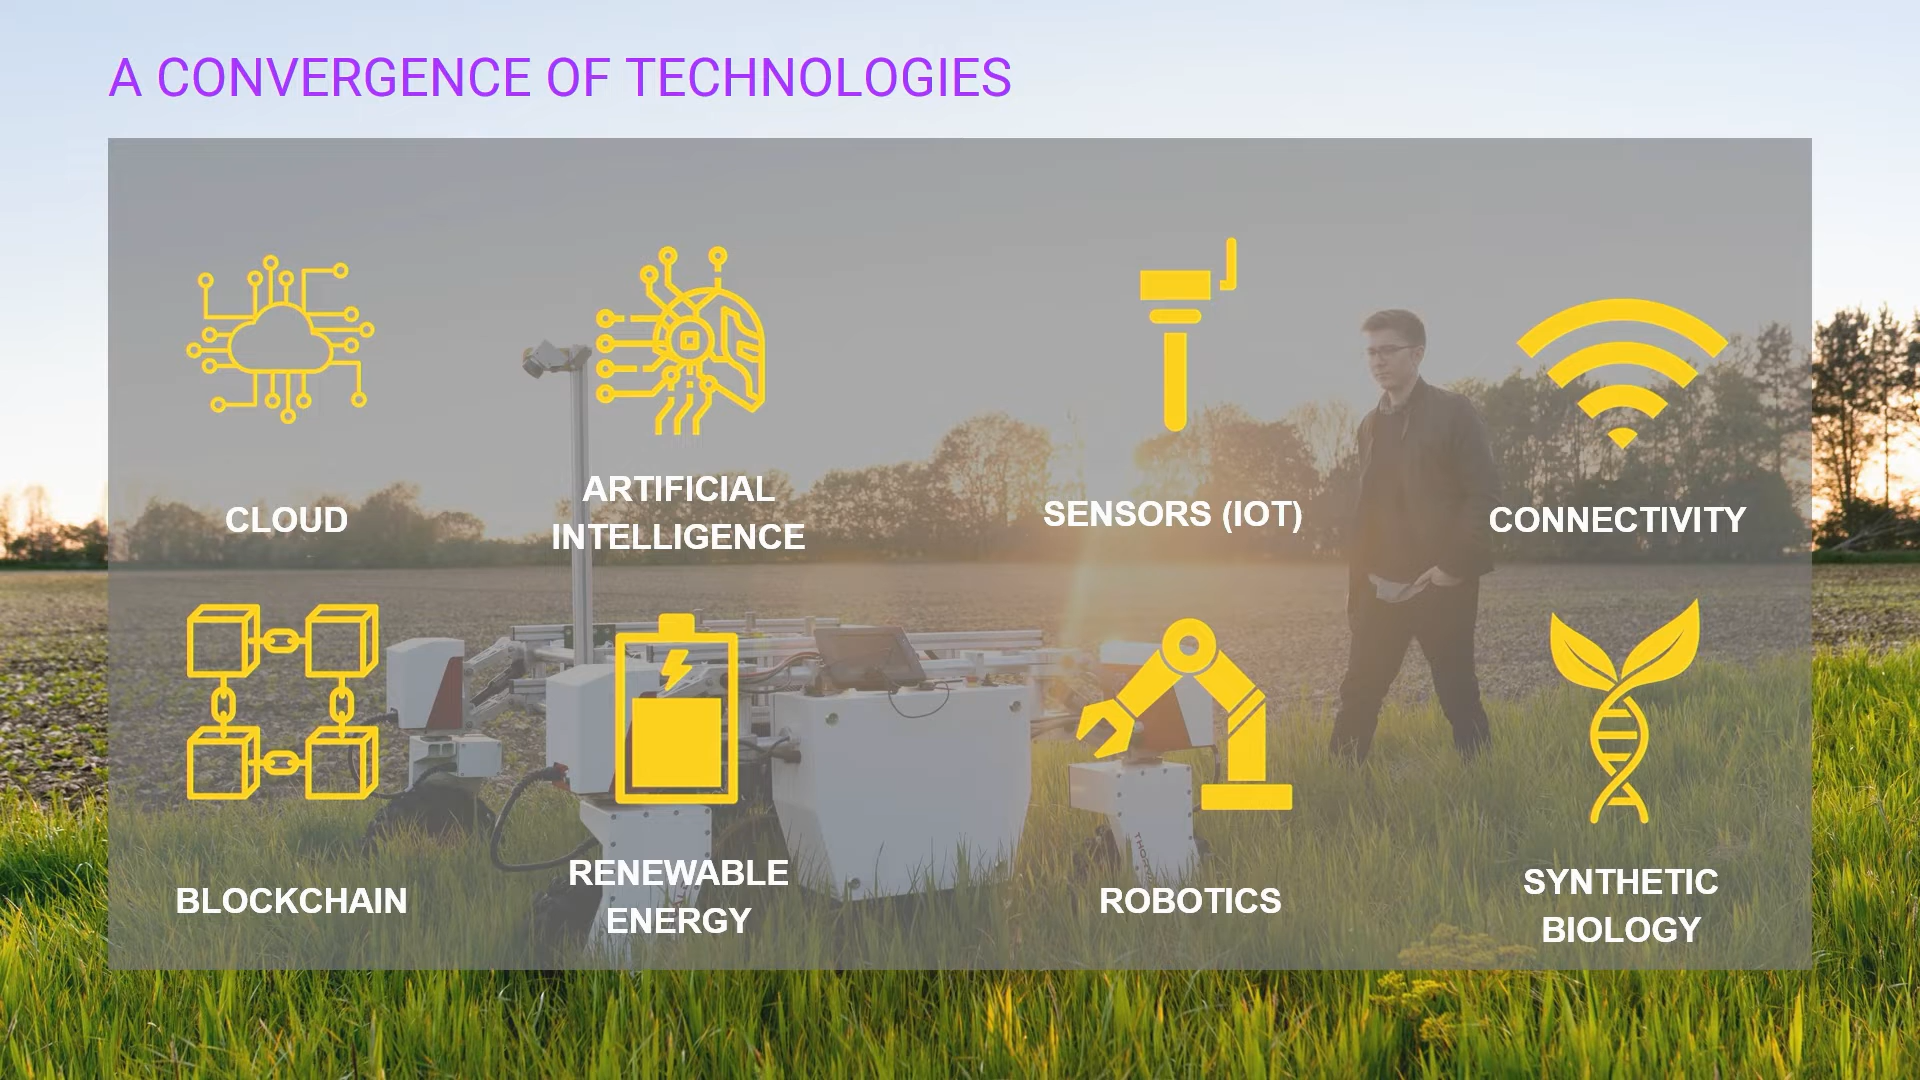 A CONVERGENCE OF TECHNOLOGIES
CLOUD
ARTIFICIAL
INTELLIGENCE
SENSORS (IOT)
CONNECTIVITY
BLOCKCHAIN
RENEWABLE
ENERGY
ROBOTICS
SYNTHETIC
BIOLOGY